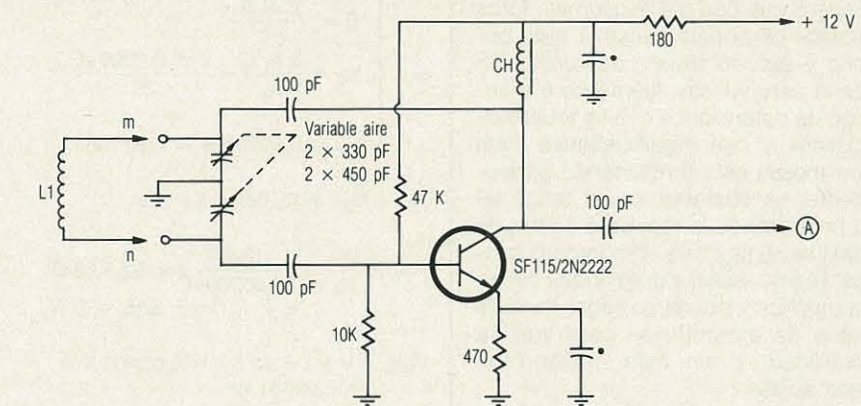 + 12 V
180
CH
100 pF
m
Variable aire
2 × 330 pF
2 × 450 pF
L1
47 K
100 pF
A
n
SF115/2N2222
100 pF
10K
470